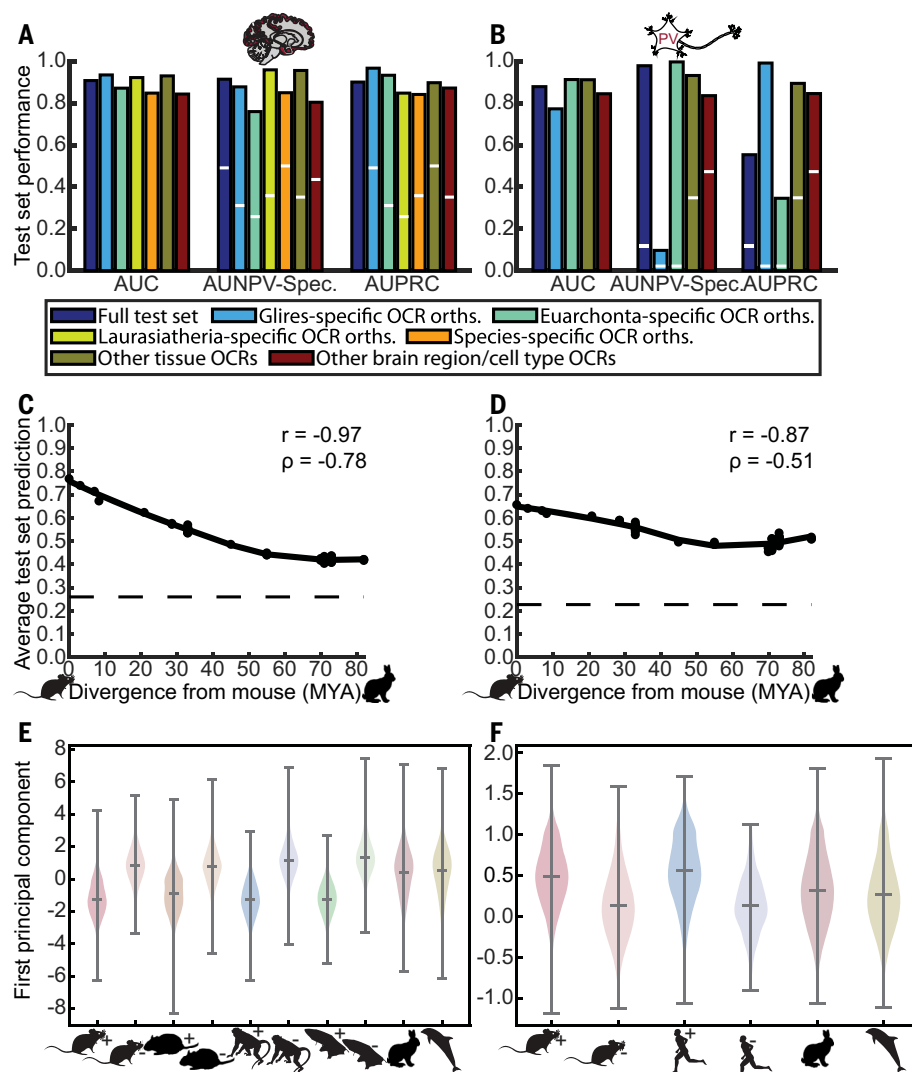 A
B
PV
Test set performance
1.0
0.8
0.6
0.4
0.2
0.0
AUC
AUNPV-Spec.
AUPRC
1.0
0.8
0.6
0.4
0.2
0.0
AUC
AUNPV-Spec.
AUPRC
Full test set
Glires-specific OCR orths.
Euarchonta-specific OCR orths.
Laurasiatheria-specific OCR orths.
Species-specific OCR orths.
Other tissue OCRs
Other brain region/cell type OCRs
C
Average test set prediction
1.0
0.9
0.8
0.7
0.6
0.5
0.4
0.3
0.2
0.1
0.0
r = -0.97
ρ = -0.78
0 10 20 30 40 50 60 70 80
Divergence from mouse (MYA)
D
1.0
0.9
0.8
0.7
0.6
0.5
0.4
0.3
0.2
0.1
0.0
r = -0.87
ρ = -0.51
0 10 20 30 40 50 60 70 80
Divergence from mouse (MYA)
E
First principal component
8
6
4
2
0
-2
-4
-6
-8
+ - + - + - + -
F
2.0
1.5
1.0
0.5
0.0
-0.5
-1.0
+ - + -